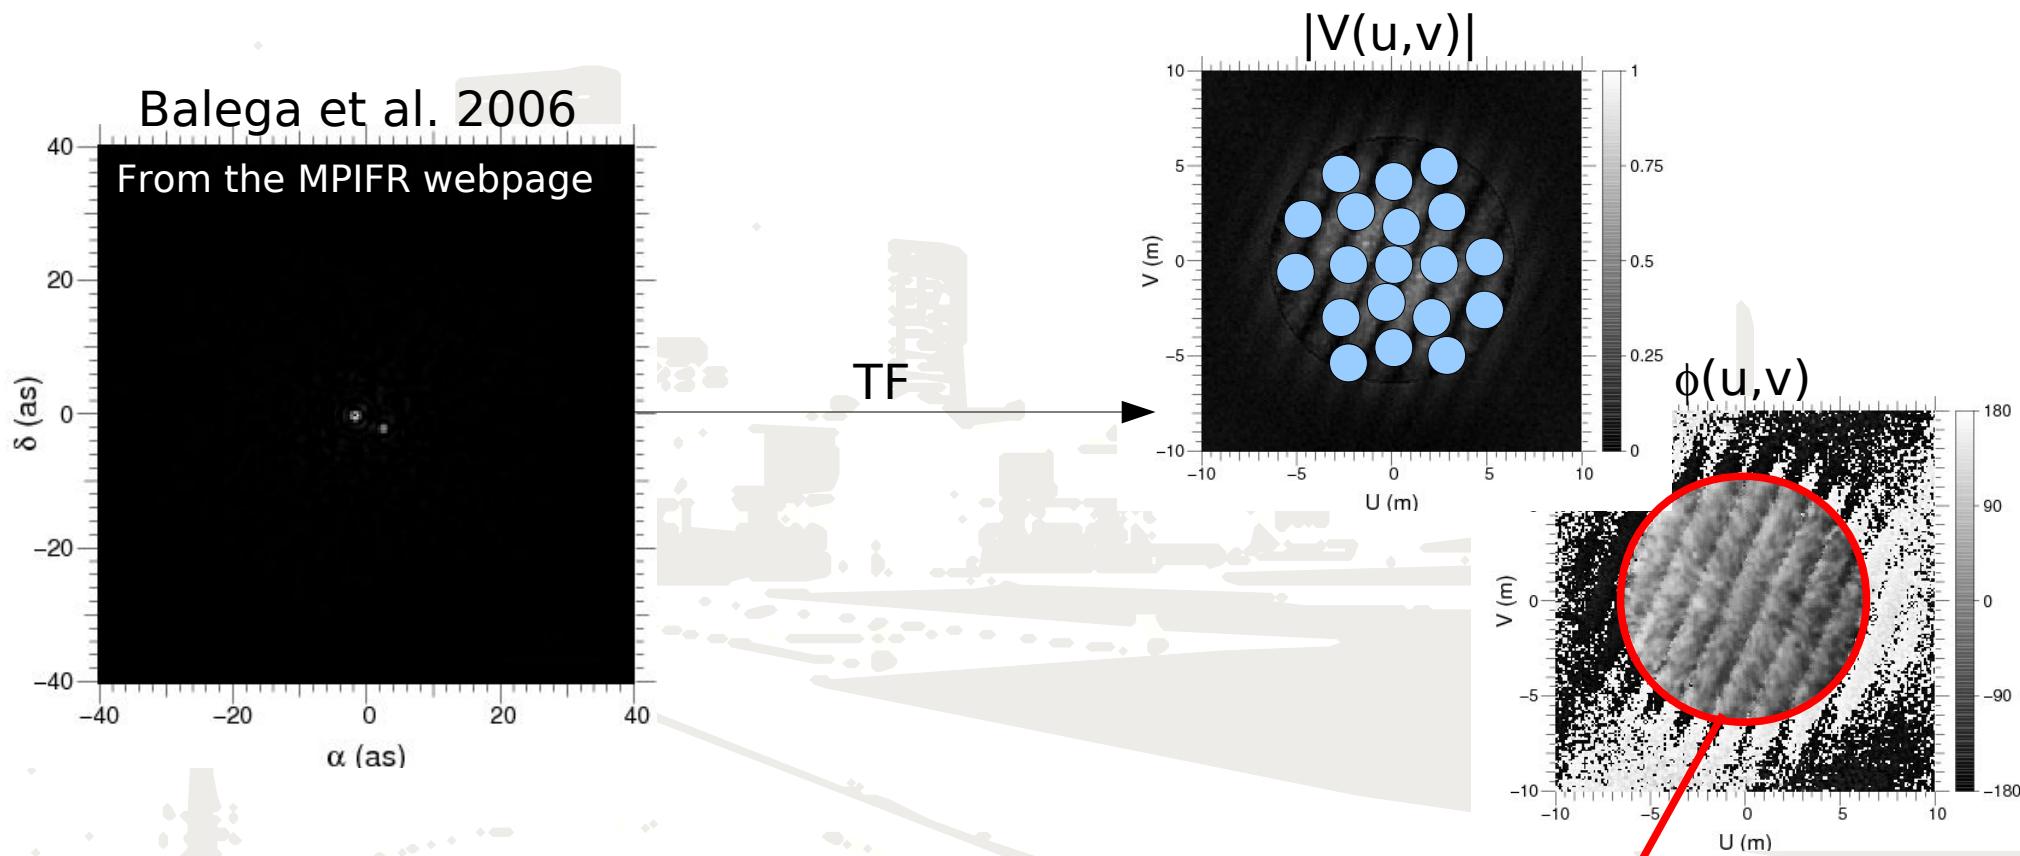 |V(u,v)|
Balega et al. 2006
From the MPIFR webpage
40
20
0
−20
−40
δ (as)
−40 −20 0 20 40
α (as)
TF
10
5
0
−5
−10
V (m)
−10 −5 0 5 10
U (m)
1
0.75
0.5
0.25
0
ϕ(u,v)
0
−5
−10
V (m)
−10 −5 0 5 10
U (m)
180
90
0
−90
−180